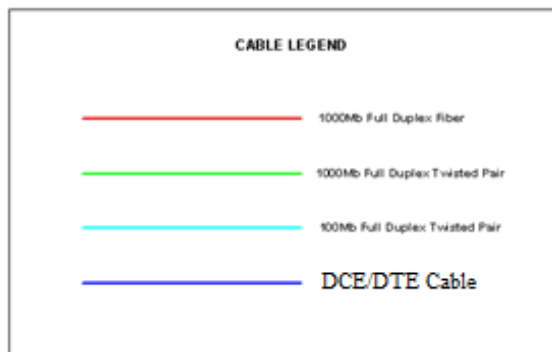 CABLE LEGEND
1000Mb Full Duplex Fiber
1000Mb Full Duplex Twisted Pair
100Mb Full Duplex Twisted Pair
DCE/DTE Cable